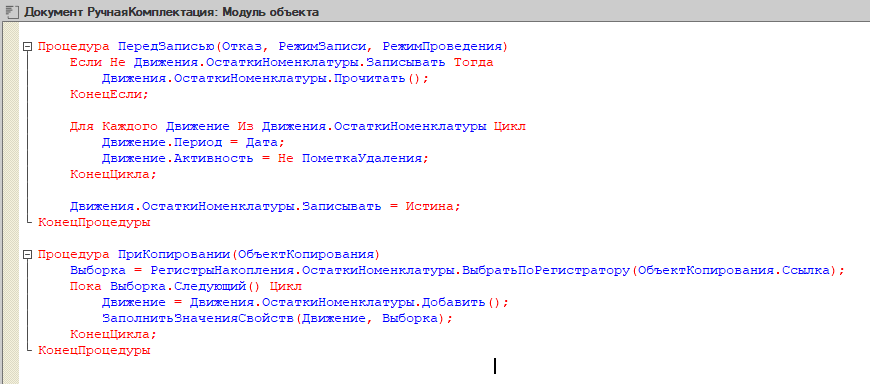 Документ РучнаяКомплектация: Модуль объекта
Процедура ПередЗаписью(Отказ, РежимЗаписи, РежимПроведения)
Если Не Движения.ОстаткиНоменклатуры.Записывать Тогда
Движения.ОстаткиНоменклатуры.Прочитать();
КонецЕсли;
Для Каждого Движение Из Движения.ОстаткиНоменклатуры Цикл
Движение.Период = Дата;
Движение.Активность = Не ПометкаУдаления;
КонецЦикла;
Движения.ОстаткиНоменклатуры.Записывать = Истина;
КонецПроцедуры
Процедура ПриКопировании(ОбъектКопирования)
Выборка = РегистрыНакопления.ОстаткиНоменклатуры.ВыбратьПоРегистратору(ОбъектКопирования.Ссылка);
Пока Выборка.Следующий() Цикл
Движение = Движения.ОстаткиНоменклатуры.Добавить();
ЗаполнитьЗначенияСвойств(Движение, Выборка);
КонецЦикла;
КонецПроцедуры